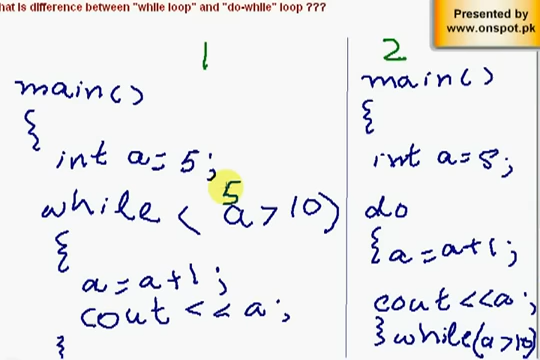 hat is difference between "while loop" and "do-while" loop ???
Presented by
www.onspot.pk
1
main()
{
int a=5;
5
while ( a>10)
{
a=a+1;
cout<<a;
}
2
main()
{
int a=5;
do
{a=a+1;
cout<<a;
}while(a>10)